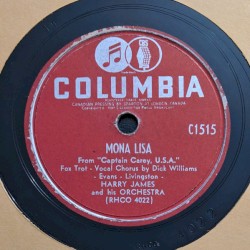 COLUMBIA
C1515
MONA LISA
From "Captain Carey, U.S.A."
Fox Trot - Vocal Chorus by Dick Williams
- Evans - Livingston -
HARRY JAMES
and his ORCHESTRA
(RHCO 4022)